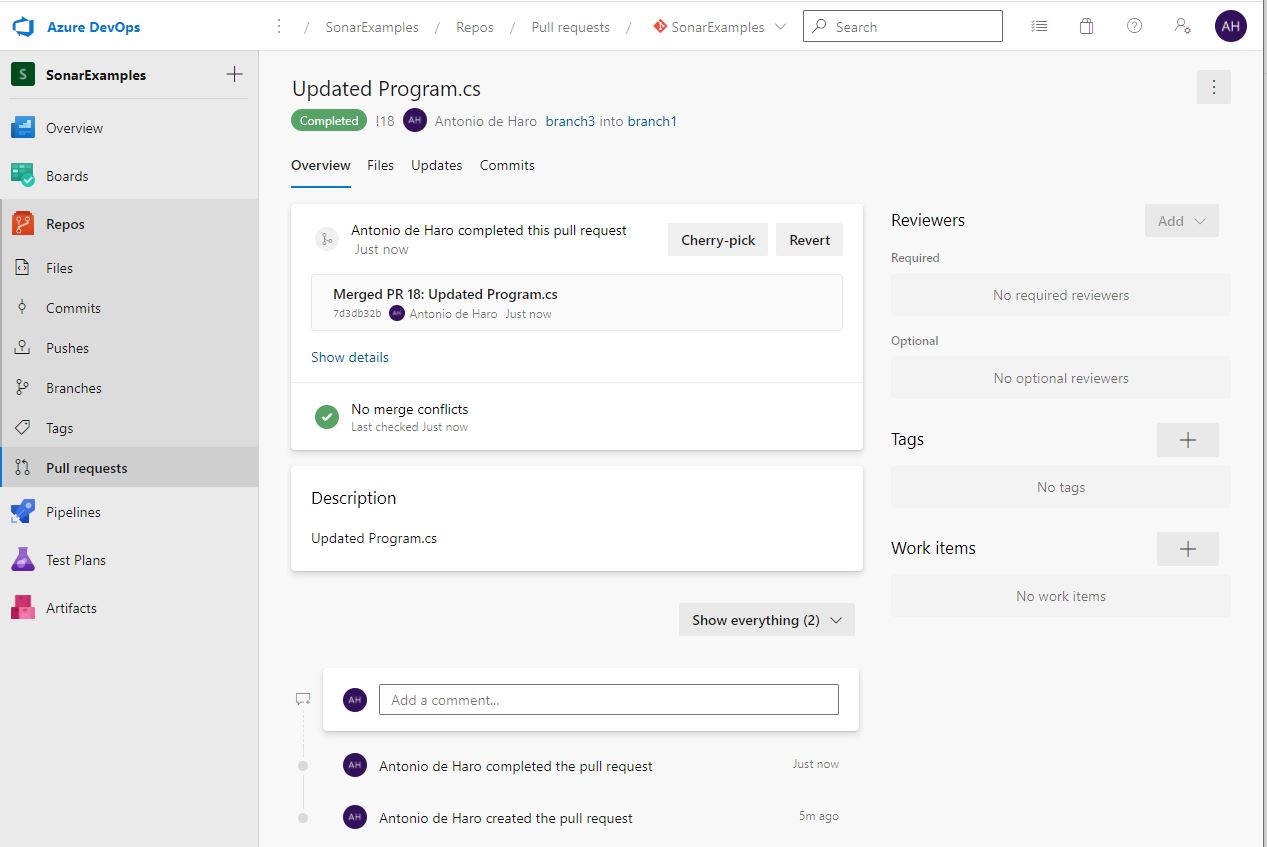 Azure DevOps
/ SonarExamples / Repos / Pull requests / SonarExamples
Search
AH
S SonarExamples
Overview
Boards
Repos
Files
Commits
Pushes
Branches
Tags
Pull requests
Pipelines
Test Plans
Artifacts
Updated Program.cs
Completed !18 AH Antonio de Haro branch3 into branch1
Overview Files Updates Commits
Antonio de Haro completed this pull request
Just now
Cherry-pick Revert
Merged PR 18: Updated Program.cs
7d3db32b AH Antonio de Haro Just now
Show details
No merge conflicts
Last checked Just now
Description
Updated Program.cs
Show everything (2)
AH Add a comment...
AH Antonio de Haro completed the pull request Just now
AH Antonio de Haro created the pull request 5m ago
Reviewers Add
Required
No required reviewers
Optional
No optional reviewers
Tags
No tags
Work items
No work items